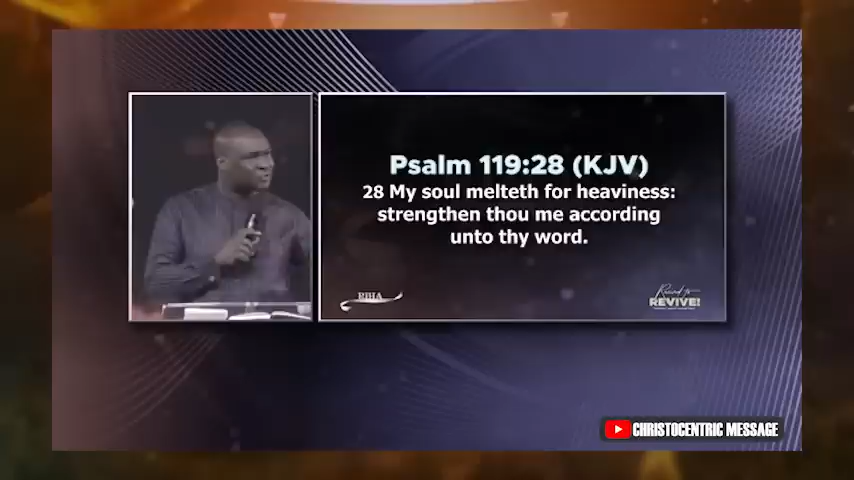 Psalm 119:28 (KJV)
28 My soul melteth for heaviness:
strengthen thou me according
unto thy word.
REVIVE!
CHRISTOCENTRIC MESSAGE